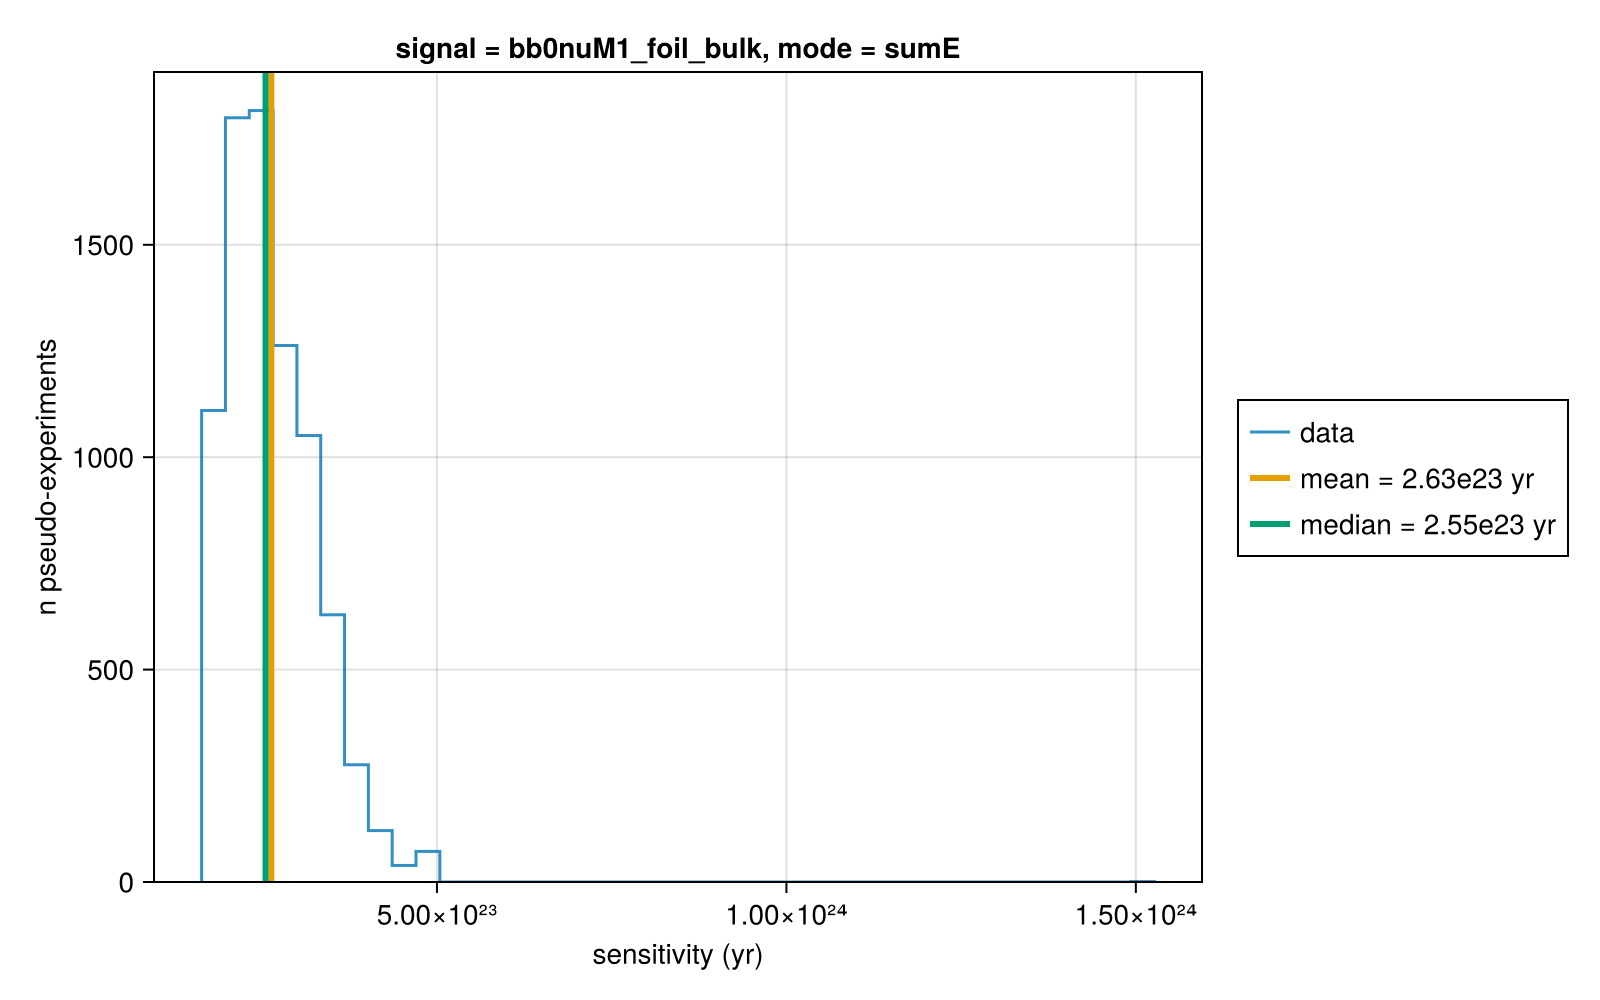 signal = bb0nuM1_foil_bulk, mode = sumE
n pseudo-experiments
1500
1000
500
0
5.00×10²³
1.00×10²⁴
1.50×10²⁴
sensitivity (yr)
data
mean = 2.63e23 yr
median = 2.55e23 yr